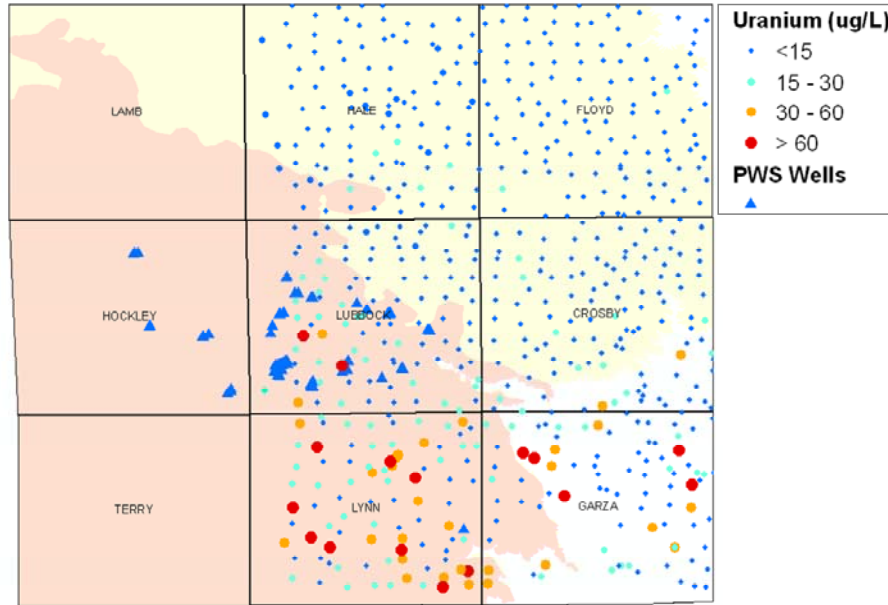 Uranium (ug/L)
<15
15 - 30
30 - 60
> 60
PWS Wells
LAMB
HALE
FLOYD
HOCKLEY
LUBBOCK
CROSBY
TERRY
LYNN
GARZA